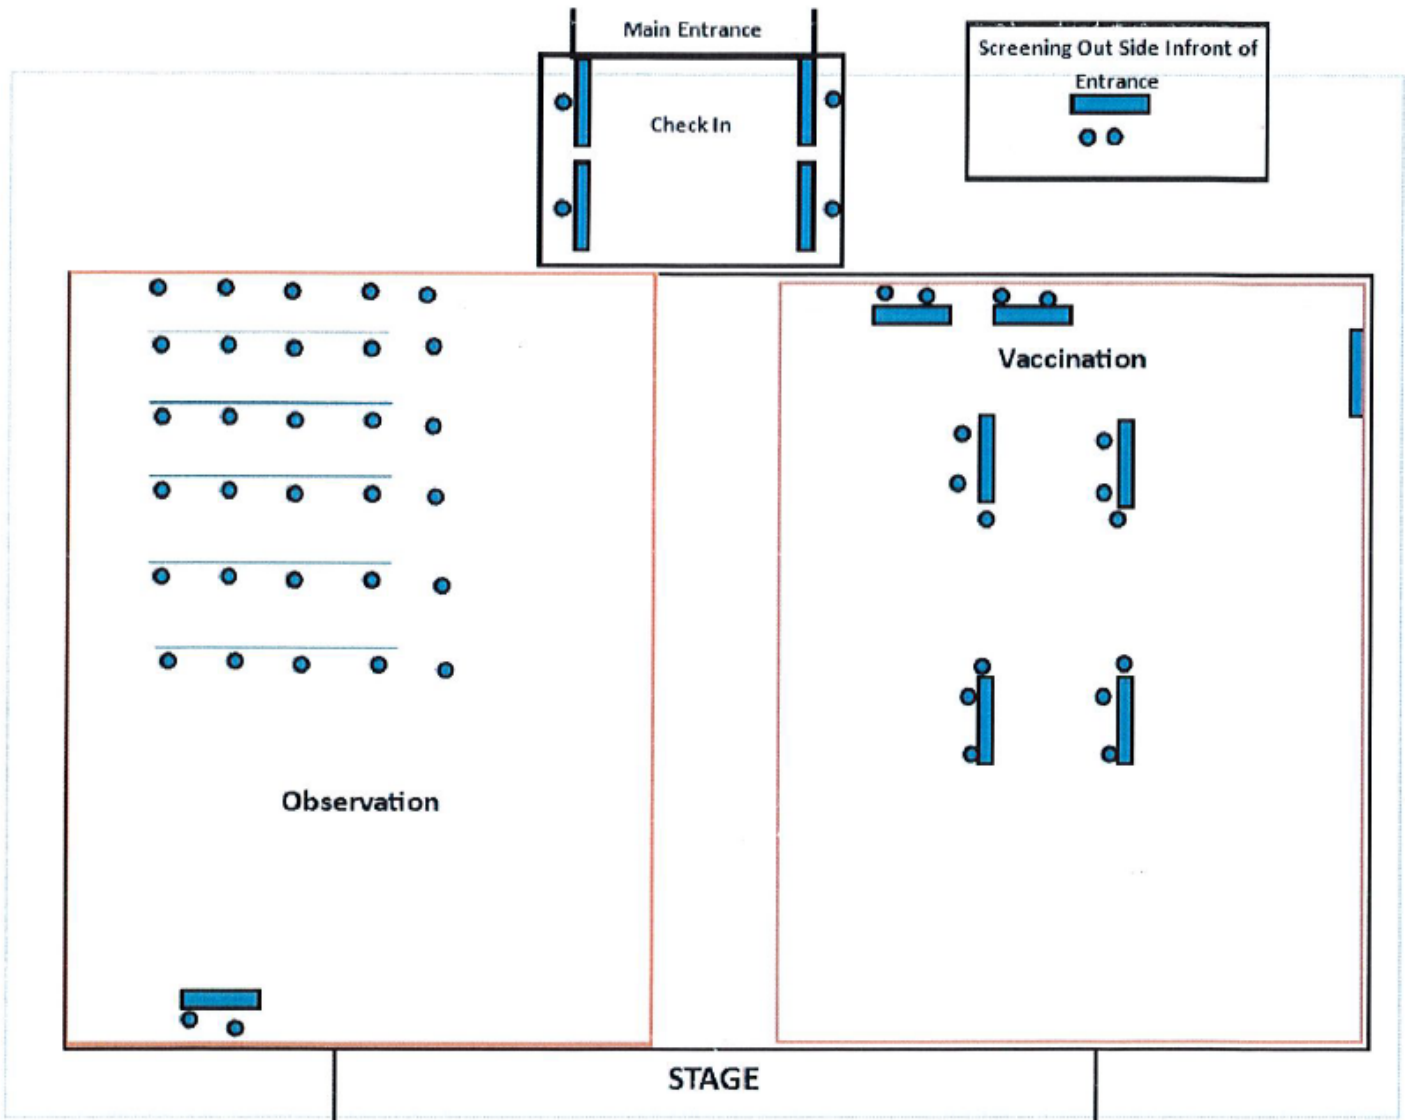 Main Entrance
Screening Out Side Infront of
Entrance
Check In
Vaccination
Observation
STAGE